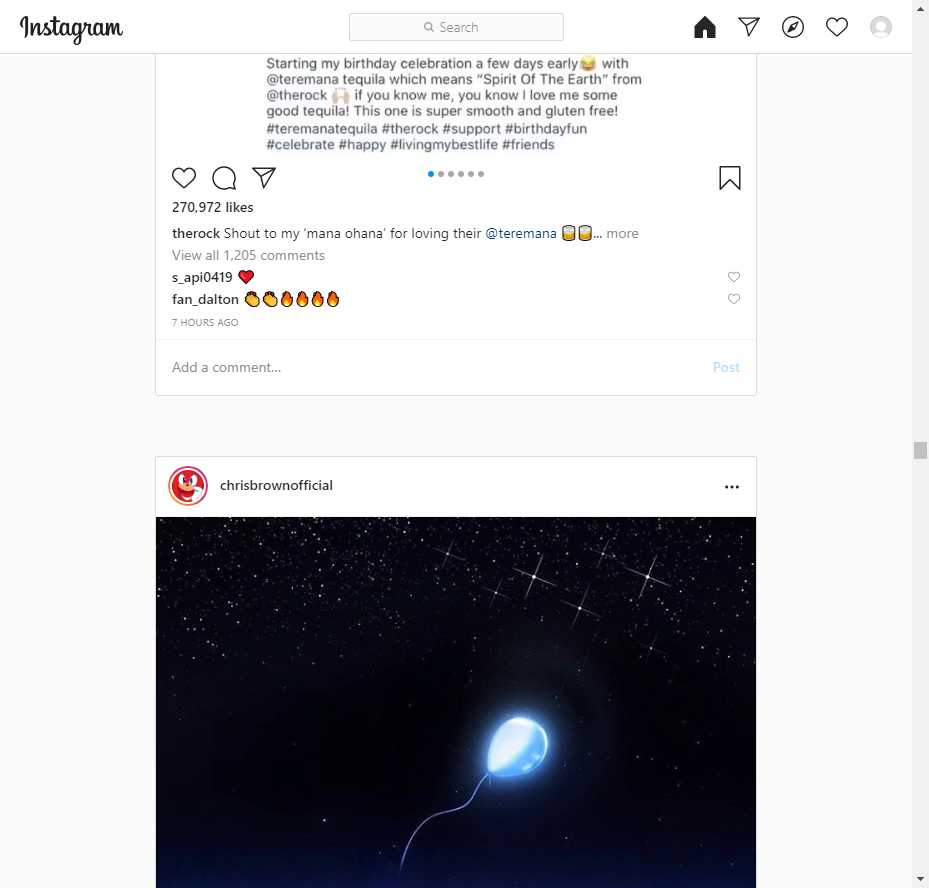 Instagram
Search
Starting my birthday celebration a few days early😂 with
@teremana tequila which means “Spirit Of The Earth” from
@therock 🙌🏼 if you know me, you know I love me some
good tequila! This one is super smooth and gluten free!
#teremanatequila #therock #support #birthdayfun
#celebrate #happy #livingmybestlife #friends
270,972 likes
therock Shout to my ‘mana ohana’ for loving their @teremana 🥃🥃... more
View all 1,205 comments
s_api0419 ❤️
fan_dalton 👏👏🔥🔥🔥🔥
7 HOURS AGO
Add a comment...
Post
chrisbrownofficial